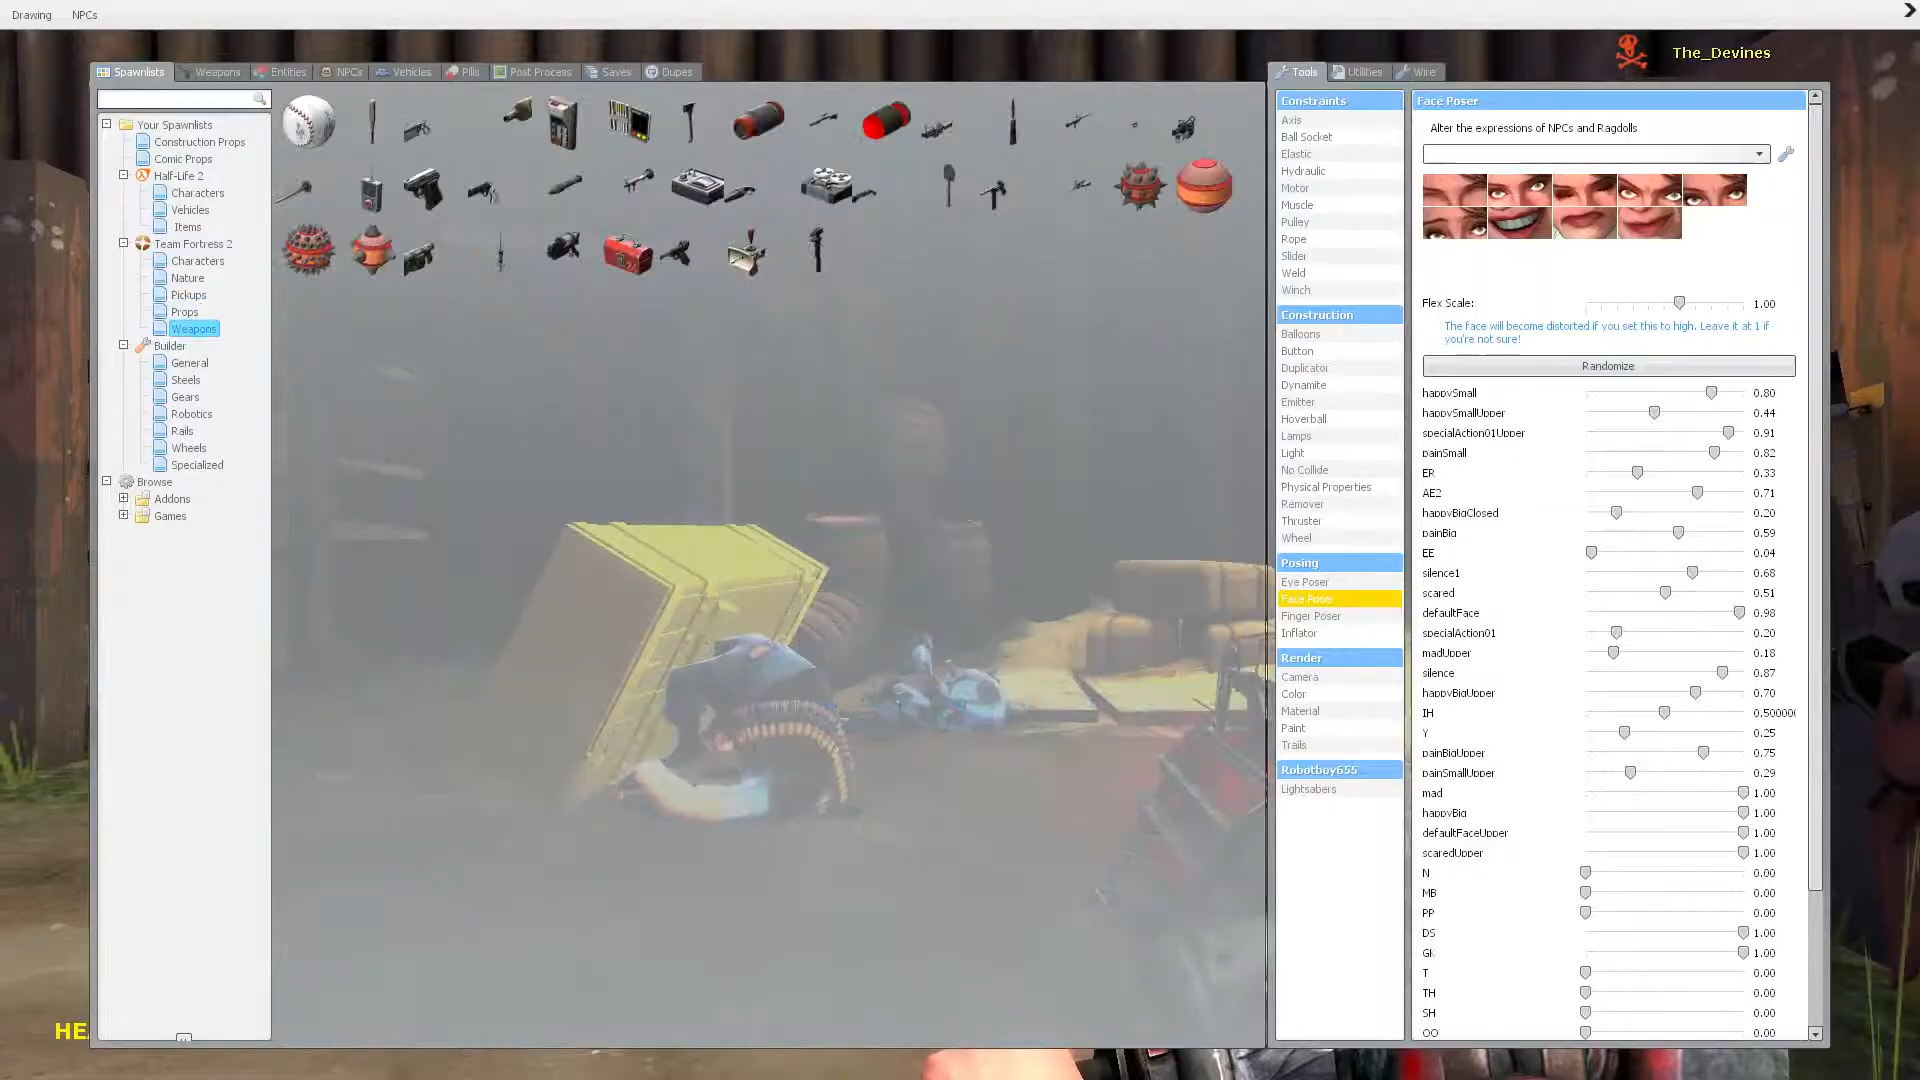 Drawing NPCs
The_Devines
Spawnlists Weapons Entities NPCs Vehicles Pills Post Process Saves Dupes
Your Spawnlists
Construction Props
Comic Props
Half-Life 2
Characters
Vehicles
Items
Team Fortress 2
Characters
Nature
Pickups
Props
Weapons
Builder
General
Steels
Gears
Robotics
Rails
Wheels
Specialized
Browse
Addons
Games
HE
Tools Utilities Wire
Constraints
Axis
Ball Socket
Elastic
Hydraulic
Motor
Muscle
Pulley
Rope
Slider
Weld
Winch
Construction
Balloons
Button
Duplicator
Dynamite
Emitter
Hoverball
Lamps
Light
No Collide
Physical Properties
Remover
Thruster
Wheel
Posing
Eye Poser
Face Poser
Finger Poser
Inflator
Render
Camera
Color
Material
Paint
Trails
Robotboy655
Lightsabers
Face Poser
Alter the expressions of NPCs and Ragdolls
Flex Scale: 1.00
The face will become distorted if you set this to high. Leave it at 1 if
you're not sure!
Randomize
happySmall 0.80
happySmallUpper 0.44
specialAction01Upper 0.91
painSmall 0.82
ER 0.33
AE2 0.71
happyBigClosed 0.20
painBig 0.59
EE 0.04
silence1 0.68
scared 0.51
defaultFace 0.98
specialAction01 0.20
madUpper 0.18
silence 0.87
happyBigUpper 0.70
IH 0.50000
Y 0.25
painBigUpper 0.75
painSmallUpper 0.29
mad 1.00
happyBig 1.00
defaultFaceUpper 1.00
scaredUpper 1.00
N 0.00
MB 0.00
PP 0.00
DS 1.00
GK 1.00
T 0.00
TH 0.00
SH 0.00
OO 0.00